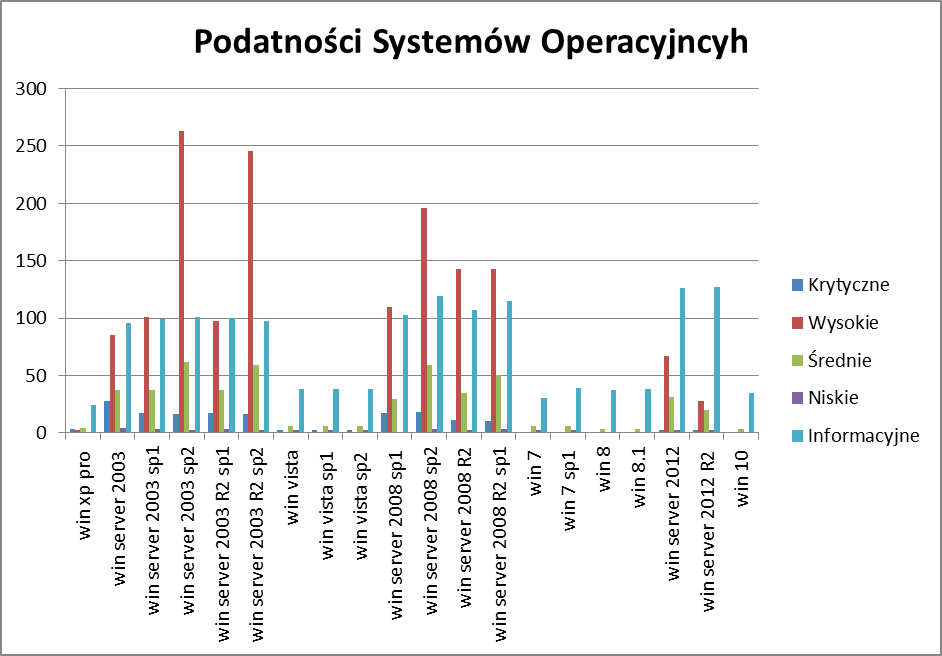 Podatności Systemów Operacyjncyh
300
250
200
150
100
50
0
win xp pro
win server 2003
win server 2003 sp1
win server 2003 sp2
win server 2003 R2 sp1
win server 2003 R2 sp2
win vista
win vista sp1
win vista sp2
win server 2008 sp1
win server 2008 sp2
win server 2008 R2
win server 2008 R2 sp1
win 7
win 7 sp1
win 8
win 8.1
win server 2012
win server 2012 R2
win 10
Krytyczne
Wysokie
Średnie
Niskie
Informacyjne